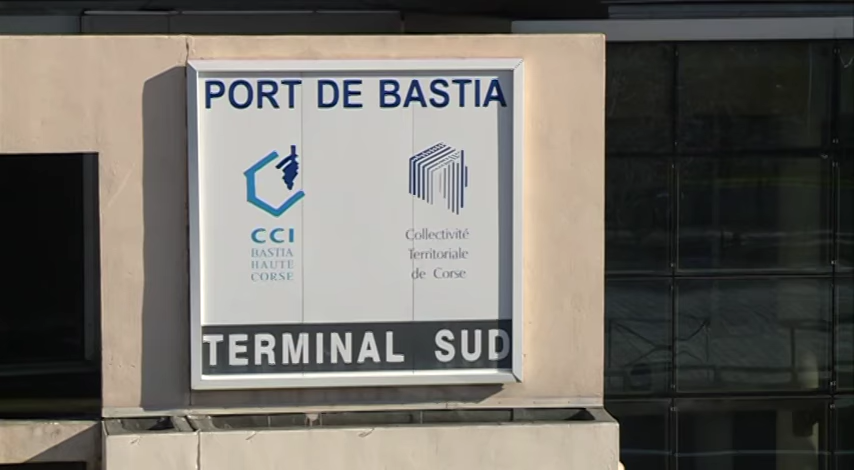 PORT DE BASTIA
CCI
BASTIA
HAUTE
CORSE
Collectivité
Territoriale
de Corse
TERMINAL SUD